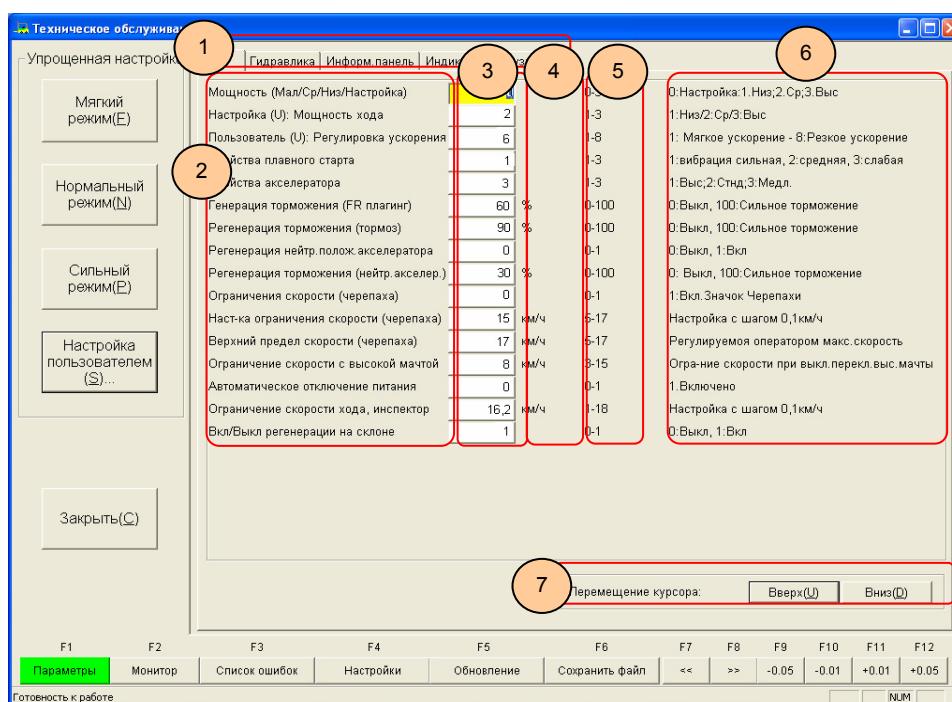 Техническое
1
Упрощенная настройка
Гидравлика Информ.панель
2
3
4
5
6
Мягкий
режим(F)
Нормальный
режим(N)
Сильный
режим(P)
Настройка
пользователем
(S)...
Закрыть(C)
Мощность (Мал/Ср/Низ/Настройка) 0:Настройка:1.Низ;2.Ср;3.Выс
Настройка (U): Мощность хода 2 1-3 1:Низ/2:Ср/3:Выс
Пользователь (U): Регулировка ускорения 6 1-8 1: Мягкое ускорение - 8:Резкое ускорение
плавного старта 1 1-3 1:вибрация сильная, 2:средняя, 3:слабая
акселератора 3 1-3 1:Выс;2:Стнд;3:Медл.
Генерация торможения (FR плагинг) 60 % 0-100 0:Выкл, 100:Сильное торможение
Регенерация торможения (тормоз) 90 % 0-100 0:Выкл, 100:Сильное торможение
Регенерация нейтр.полож.акселератора 0 0-1 0:Выкл, 1:Вкл
Регенерация торможения (нейтр.акселер.) 30 % 0-100 0: Выкл, 100:Сильное торможение
Ограничения скорости (черепаха) 0 0-1 1:Вкл.Значок Черепахи
Наст-ка ограничения скорости (черепаха) 15 км/ч 5-17 Настройка с шагом 0,1км/ч
Верхний предел скорости (черепаха) 17 км/ч 5-17 Регулируемоя оператором макс.скорость
Ограничение скорости с высокой мачтой 8 км/ч 3-15 Огра-ние скорости при выкл.перекл.выс.мачты
Автоматическое отключение питания 0 0-1 1.Включено
Ограничение скорости хода, инспектор 16,2 км/ч 1-18 Настройка с шагом 0,1км/ч
Вкл/Выкл регенерации на склоне 1 0-1 0:Выкл, 1:Вкл
7
Перемещение курсора: Вверх(U) Вниз(D)
F1 F2 F3 F4 F5 F6 F7 F8 F9 F10 F11 F12
Параметры Монитор Список ошибок Настройки Обновление Сохранить файл << >> -0.05 -0.01 +0.01 +0.05
Готовность к работе NUM